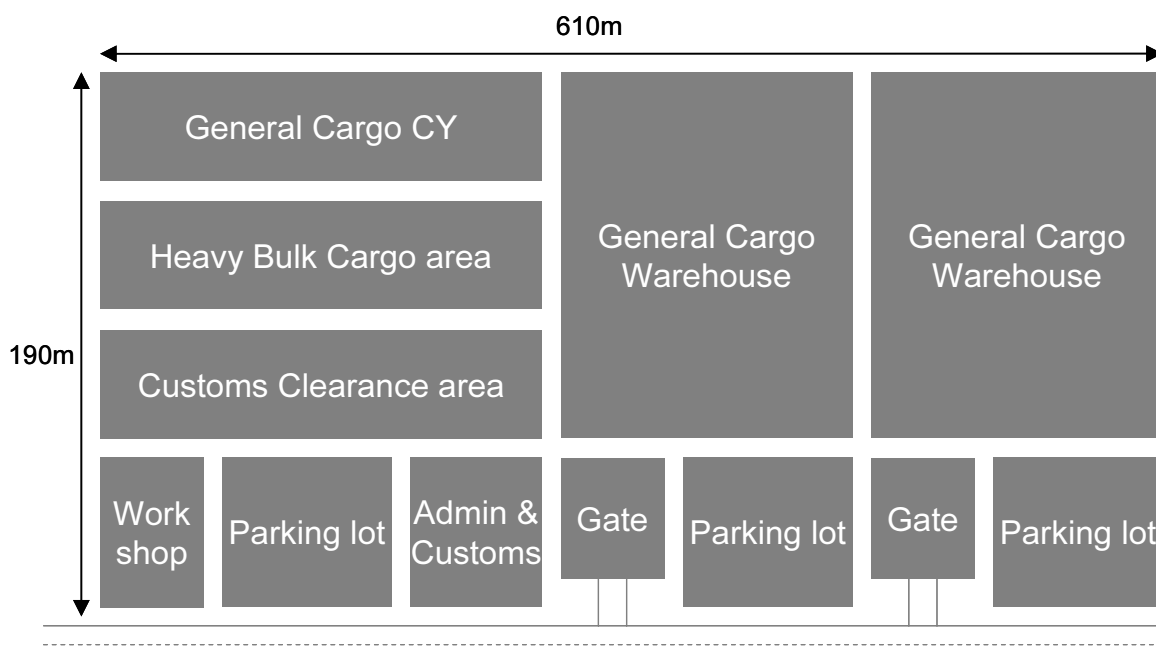 610m
190m
General Cargo CY
Heavy Bulk Cargo area
Customs Clearance area
General Cargo
Warehouse
General Cargo
Warehouse
Work
shop
Parking lot
Admin &
Customs
Gate
Parking lot
Gate
Parking lot